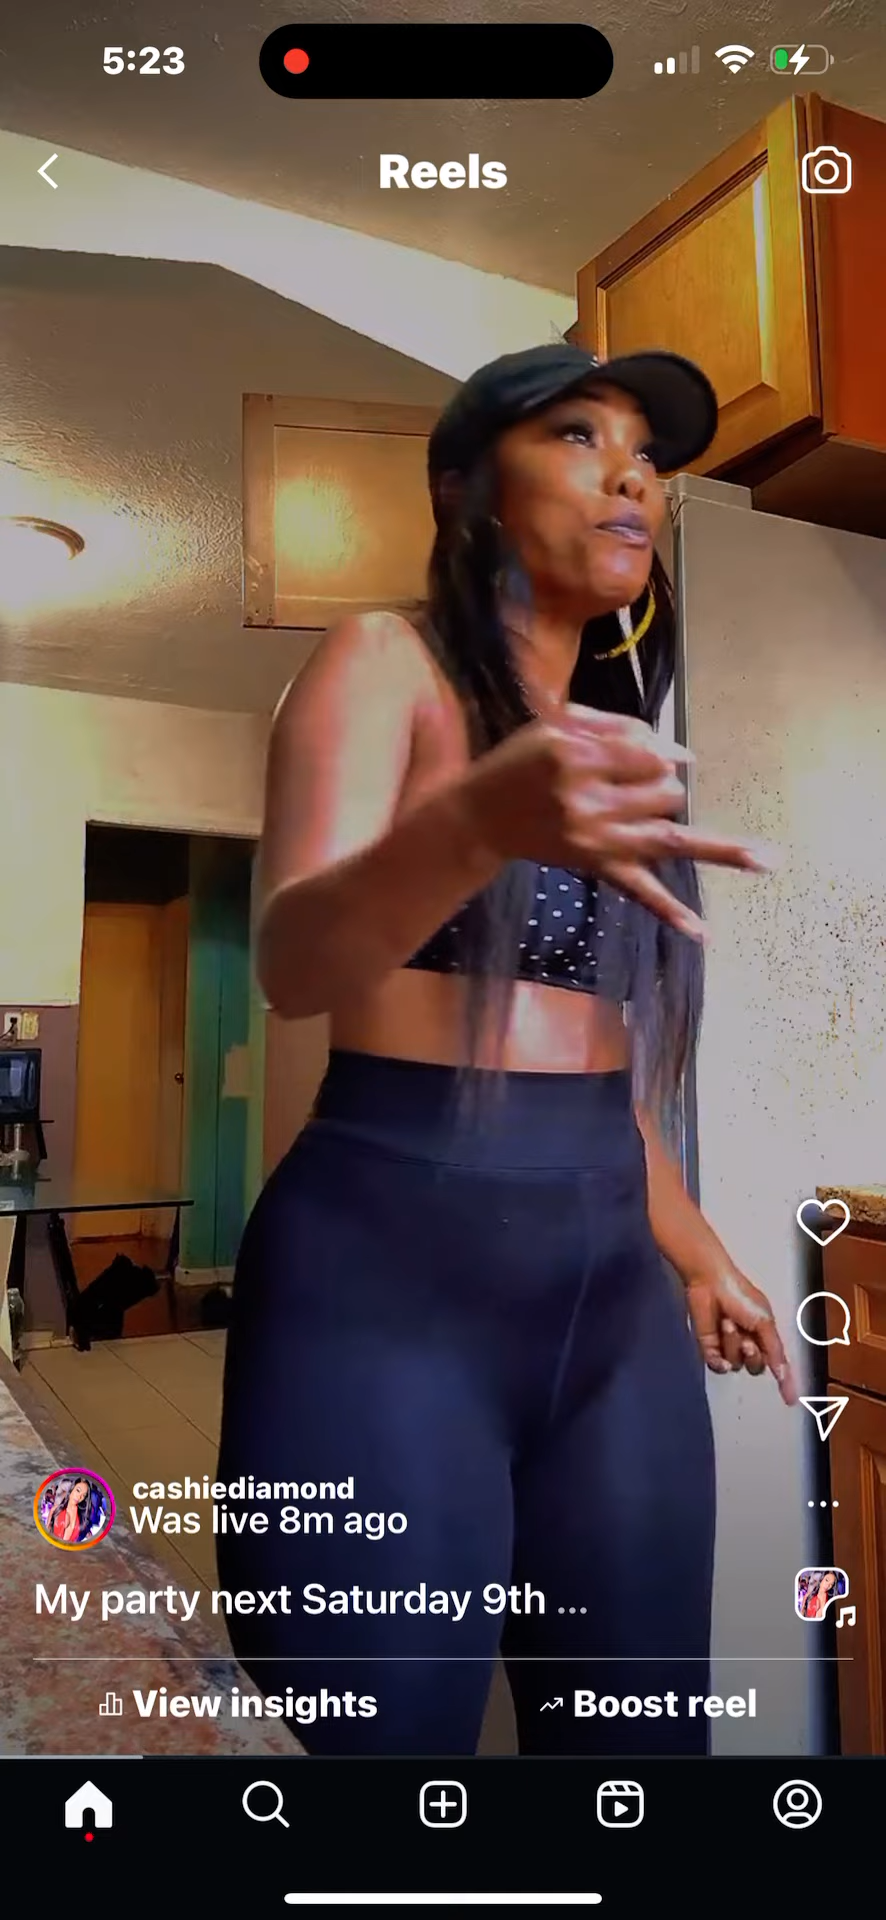 5:23
Reels
cashiediamond
Was live 8m ago
My party next Saturday 9th ...
View insights
Boost reel